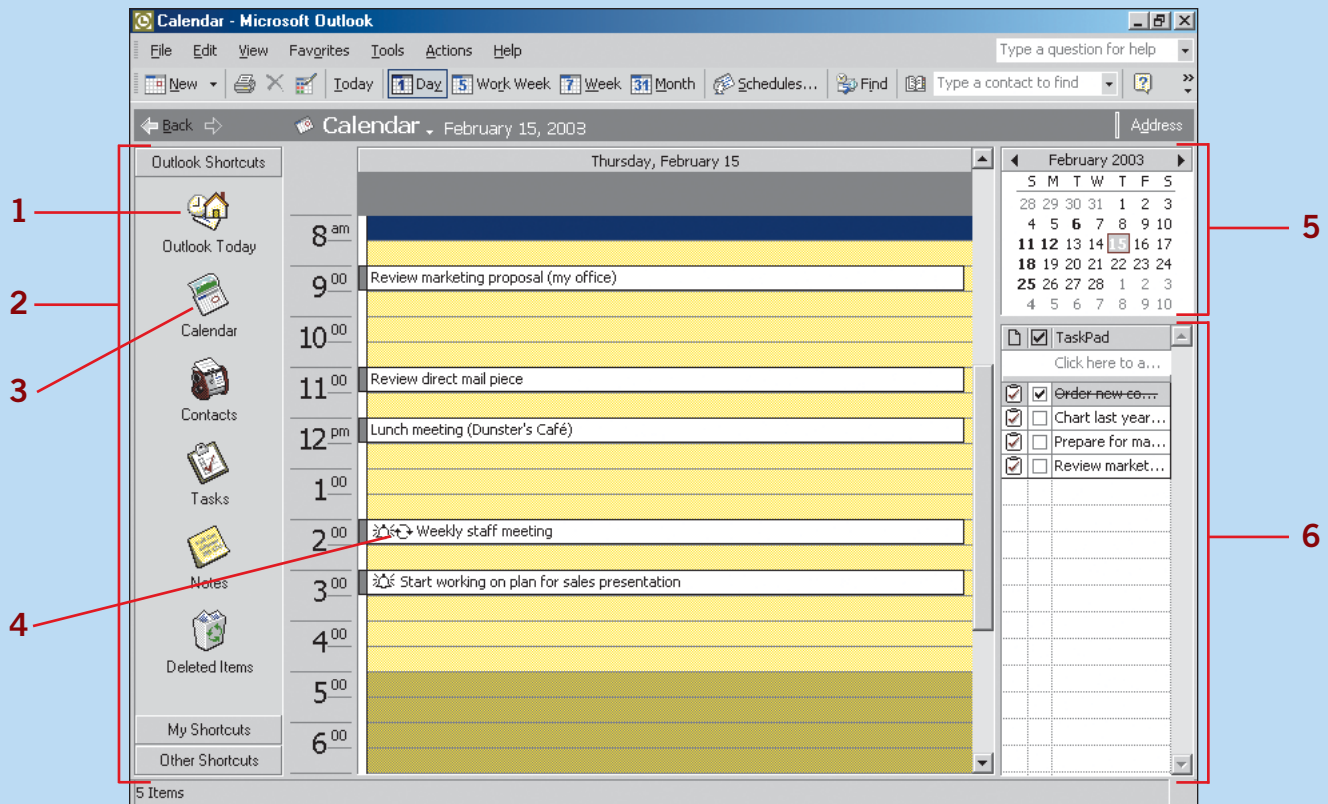 Calendar - Microsoft Outlook
File Edit View Favorites Tools Actions Help Type a question for help
New Today 1 Day 5 Work Week 7 Week 31 Month Schedules... Find Type a contact to find ? »
Back Calendar February 15, 2003 Address
Outlook Shortcuts
1
Outlook Today
2
Calendar
3
Contacts
Tasks
Notes
4
Deleted Items
My Shortcuts
Other Shortcuts
Thursday, February 15
8 am
9 00 Review marketing proposal (my office)
10 00
11 00 Review direct mail piece
12 pm Lunch meeting (Dunster's Café)
1 00
2 00 Weekly staff meeting
3 00 Start working on plan for sales presentation
4 00
5 00
6 00
February 2003
S M T W T F S
28 29 30 31 1 2 3
4 5 6 7 8 9 10
11 12 13 14 15 16 17
18 19 20 21 22 23 24
25 26 27 28 1 2 3
4 5 6 7 8 9 10
5
TaskPad
Click here to a...
Order new co...
Chart last year...
Prepare for ma...
Review market...
6
5 Items